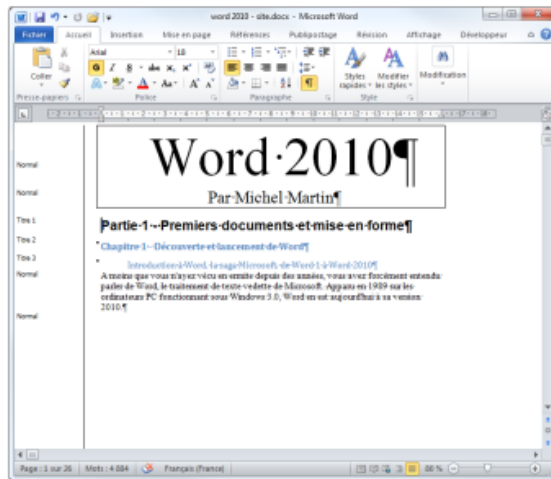 word 2010 - site.docx - Microsoft Word
Fichier Accueil Insertion Mise en page Références Publipostage Révision Affichage Développeur
Coller
Arial 18
G I S abc X, X²
Aa A A
Styles rapides Modifier les styles Modification
Presse-papiers Police Paragraphe Style
Normal
Word·2010¶
Normal
Par·Michel·Martin¶
Titre 1
Partie·1·-·Premiers·documents·et·mise·en·forme¶
Titre 2
Chapitre·1·-·Découverte·et·lancement·de·Word¶
Titre 3
Introduction·à·Word,·la·saga·Microsoft,·de·Word·1·à·Word·2010¶
Normal
A·moins·que·vous·n'ayez·vécu·en·ermite·depuis·des·années,·vous·avez·forcément·entendu·
parler·de·Word,·le·traitement·de·texte·vedette·de·Microsoft.·Apparu·en·1989·sur·les·
ordinateurs·PC·fonctionnant·sous·Windows·3.0,·Word·en·est·aujourd'hui·à·sa·version·
2010.¶
Normal
Page : 1 sur 26 Mots : 4 884 Français (France) 80 %